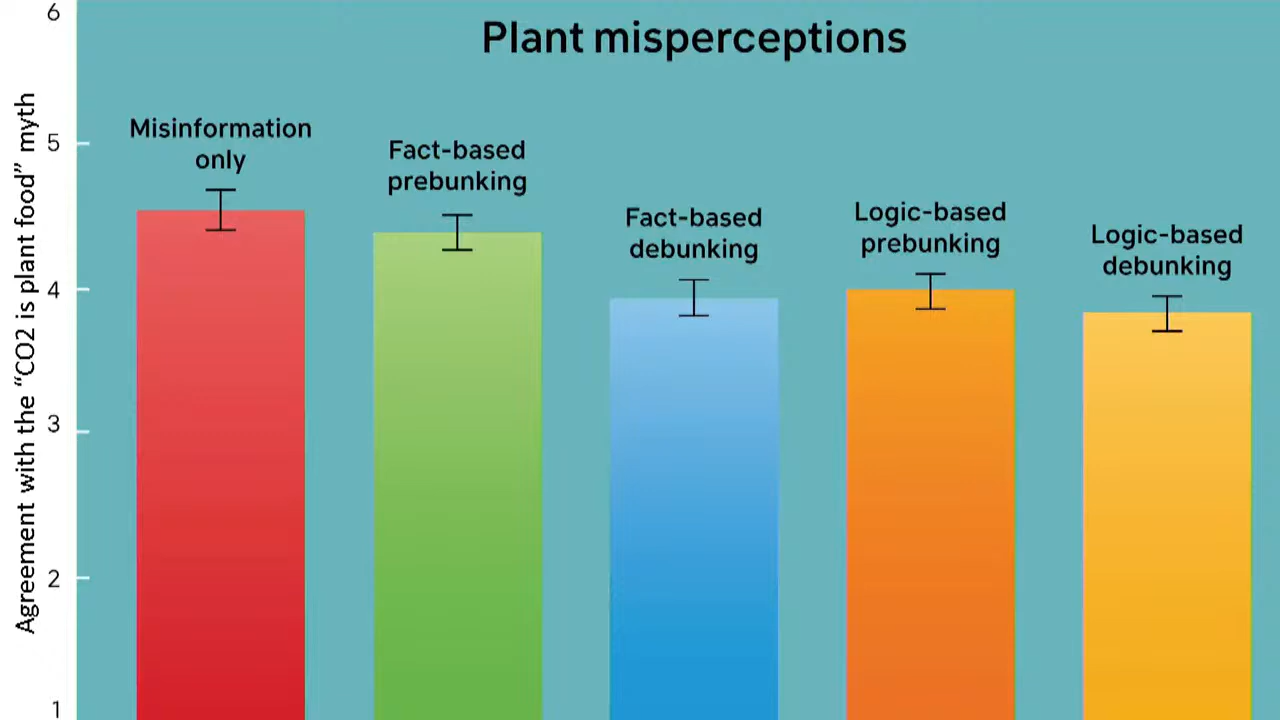 Plant misperceptions
Agreement with the “CO2 is plant food” myth
6
5
4
3
2
1
Misinformation
only
Fact-based
prebunking
Fact-based
debunking
Logic-based
prebunking
Logic-based
debunking